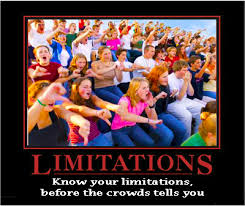 LIMITATIONS
Know your limitations,
before the crowds tells you